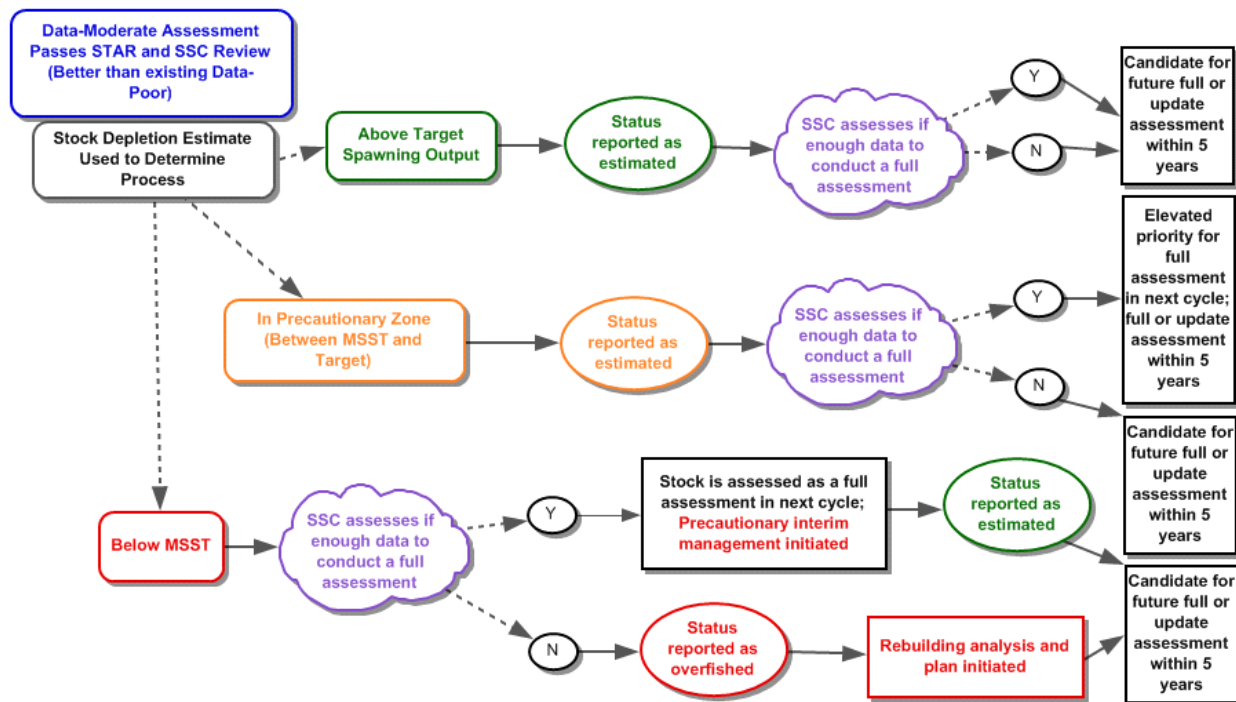 Data-Moderate Assessment
Passes STAR and SSC Review
(Better than existing Data-
Poor)
Stock Depletion Estimate
Used to Determine
Process
Above Target
Spawning Output
Status
reported as
estimated
SSC assesses if
enough data to
conduct a full
assessment
Y
N
Candidate for
future full or
update
assessment
within 5
years
In Precautionary Zone
(Between MSST and
Target)
Status
reported as
estimated
SSC assesses if
enough data to
conduct a full
assessment
Y
N
Elevated
priority for
full
assessment
in next cycle;
full or update
assessment
within 5
years
Candidate for
future full or
update
assessment
within 5
years
Below MSST
SSC assesses if
enough data to
conduct a full
assessment
Y
Stock is assessed as a full
assessment in next cycle;
Precautionary interim
management initiated
Status
reported as
estimated
N
Status
reported as
overfished
Rebuilding analysis and
plan initiated
Candidate for
future full or
update
assessment
within 5
years